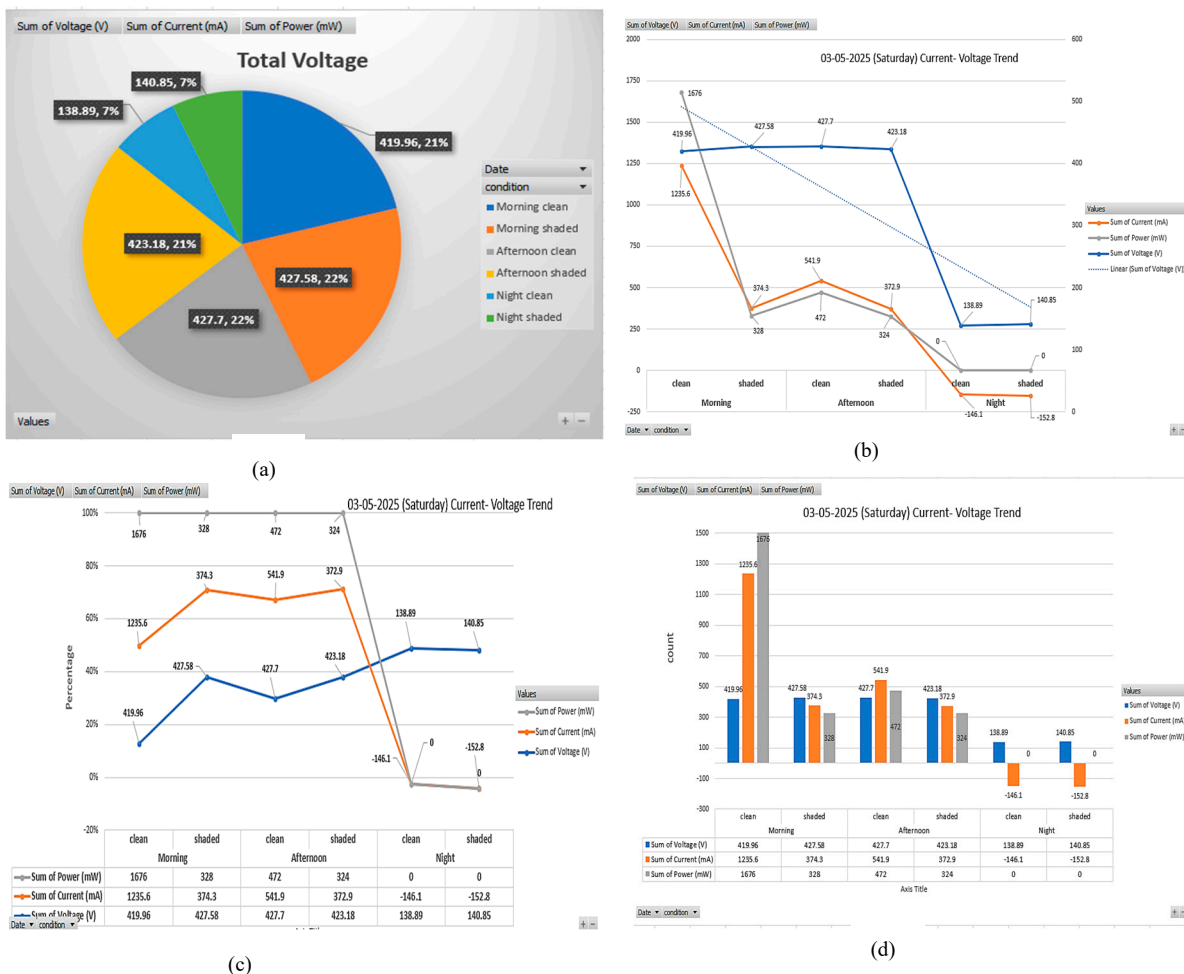 Sum of Voltage (V) Sum of Current (mA) Sum of Power (mW)
Total Voltage
140.85, 7%
138.89, 7%
419.96, 21%
423.18, 21%
427.58, 22%
427.7, 22%
Date
condition
Morning clean
Morning shaded
Afternoon clean
Afternoon shaded
Night clean
Night shaded
Values
+ −
(a)
Sum of Voltage (V) Sum of Current (mA) Sum of Power (mW)
03-05-2025 (Saturday) Current- Voltage Trend
2000
1750
1500
1250
1000
750
500
250
0
-250
600
500
400
300
200
100
0
1676
419.96
427.58
427.7
423.18
1235.6
374.3
328
541.9
472
372.9
324
138.89
140.85
0
0
-146.1
-152.8
clean shaded clean shaded clean shaded
Morning Afternoon Night
Values
Sum of Current (mA)
Sum of Power (mW)
Sum of Voltage (V)
Linear (Sum of Voltage (V))
Date condition
+ −
(b)
Sum of Voltage (V) Sum of Current (mA) Sum of Power (mW)
03-05-2025 (Saturday) Current- Voltage Trend
Percentage
100%
80%
60%
40%
20%
0%
-20%
1676
328
472
324
1235.6
374.3
541.9
372.9
419.96
427.58
427.7
423.18
138.89
140.85
-146.1
0
-152.8
0
Values
Sum of Power (mW)
Sum of Current (mA)
Sum of Voltage (V)
clean shaded clean shaded clean shaded
Morning Afternoon Night
Sum of Power (mW) 1676 328 472 324 0 0
Sum of Current (mA) 1235.6 374.3 541.9 372.9 -146.1 -152.8
Sum of Voltage (V) 419.96 427.58 427.7 423.18 138.89 140.85
Date condition
+ −
(c)
Sum of Voltage (V) Sum of Current (mA) Sum of Power (mW)
03-05-2025 (Saturday) Current- Voltage Trend
count
1500
1300
1100
900
700
500
300
100
-100
-300
419.96
1235.6
1676
427.58
374.3
328
427.7
541.9
472
423.18
372.9
324
138.89
-146.1
0
140.85
-152.8
0
Values
Sum of Voltage (V)
Sum of Current (mA)
Sum of Power (mW)
clean shaded clean shaded clean shaded
Morning Afternoon Night
Sum of Voltage (V) 419.96 427.58 427.7 423.18 138.89 140.85
Sum of Current (mA) 1235.6 374.3 541.9 372.9 -146.1 -152.8
Sum of Power (mW) 1676 328 472 324 0 0
Axis Title
Date condition
+ −
(d)